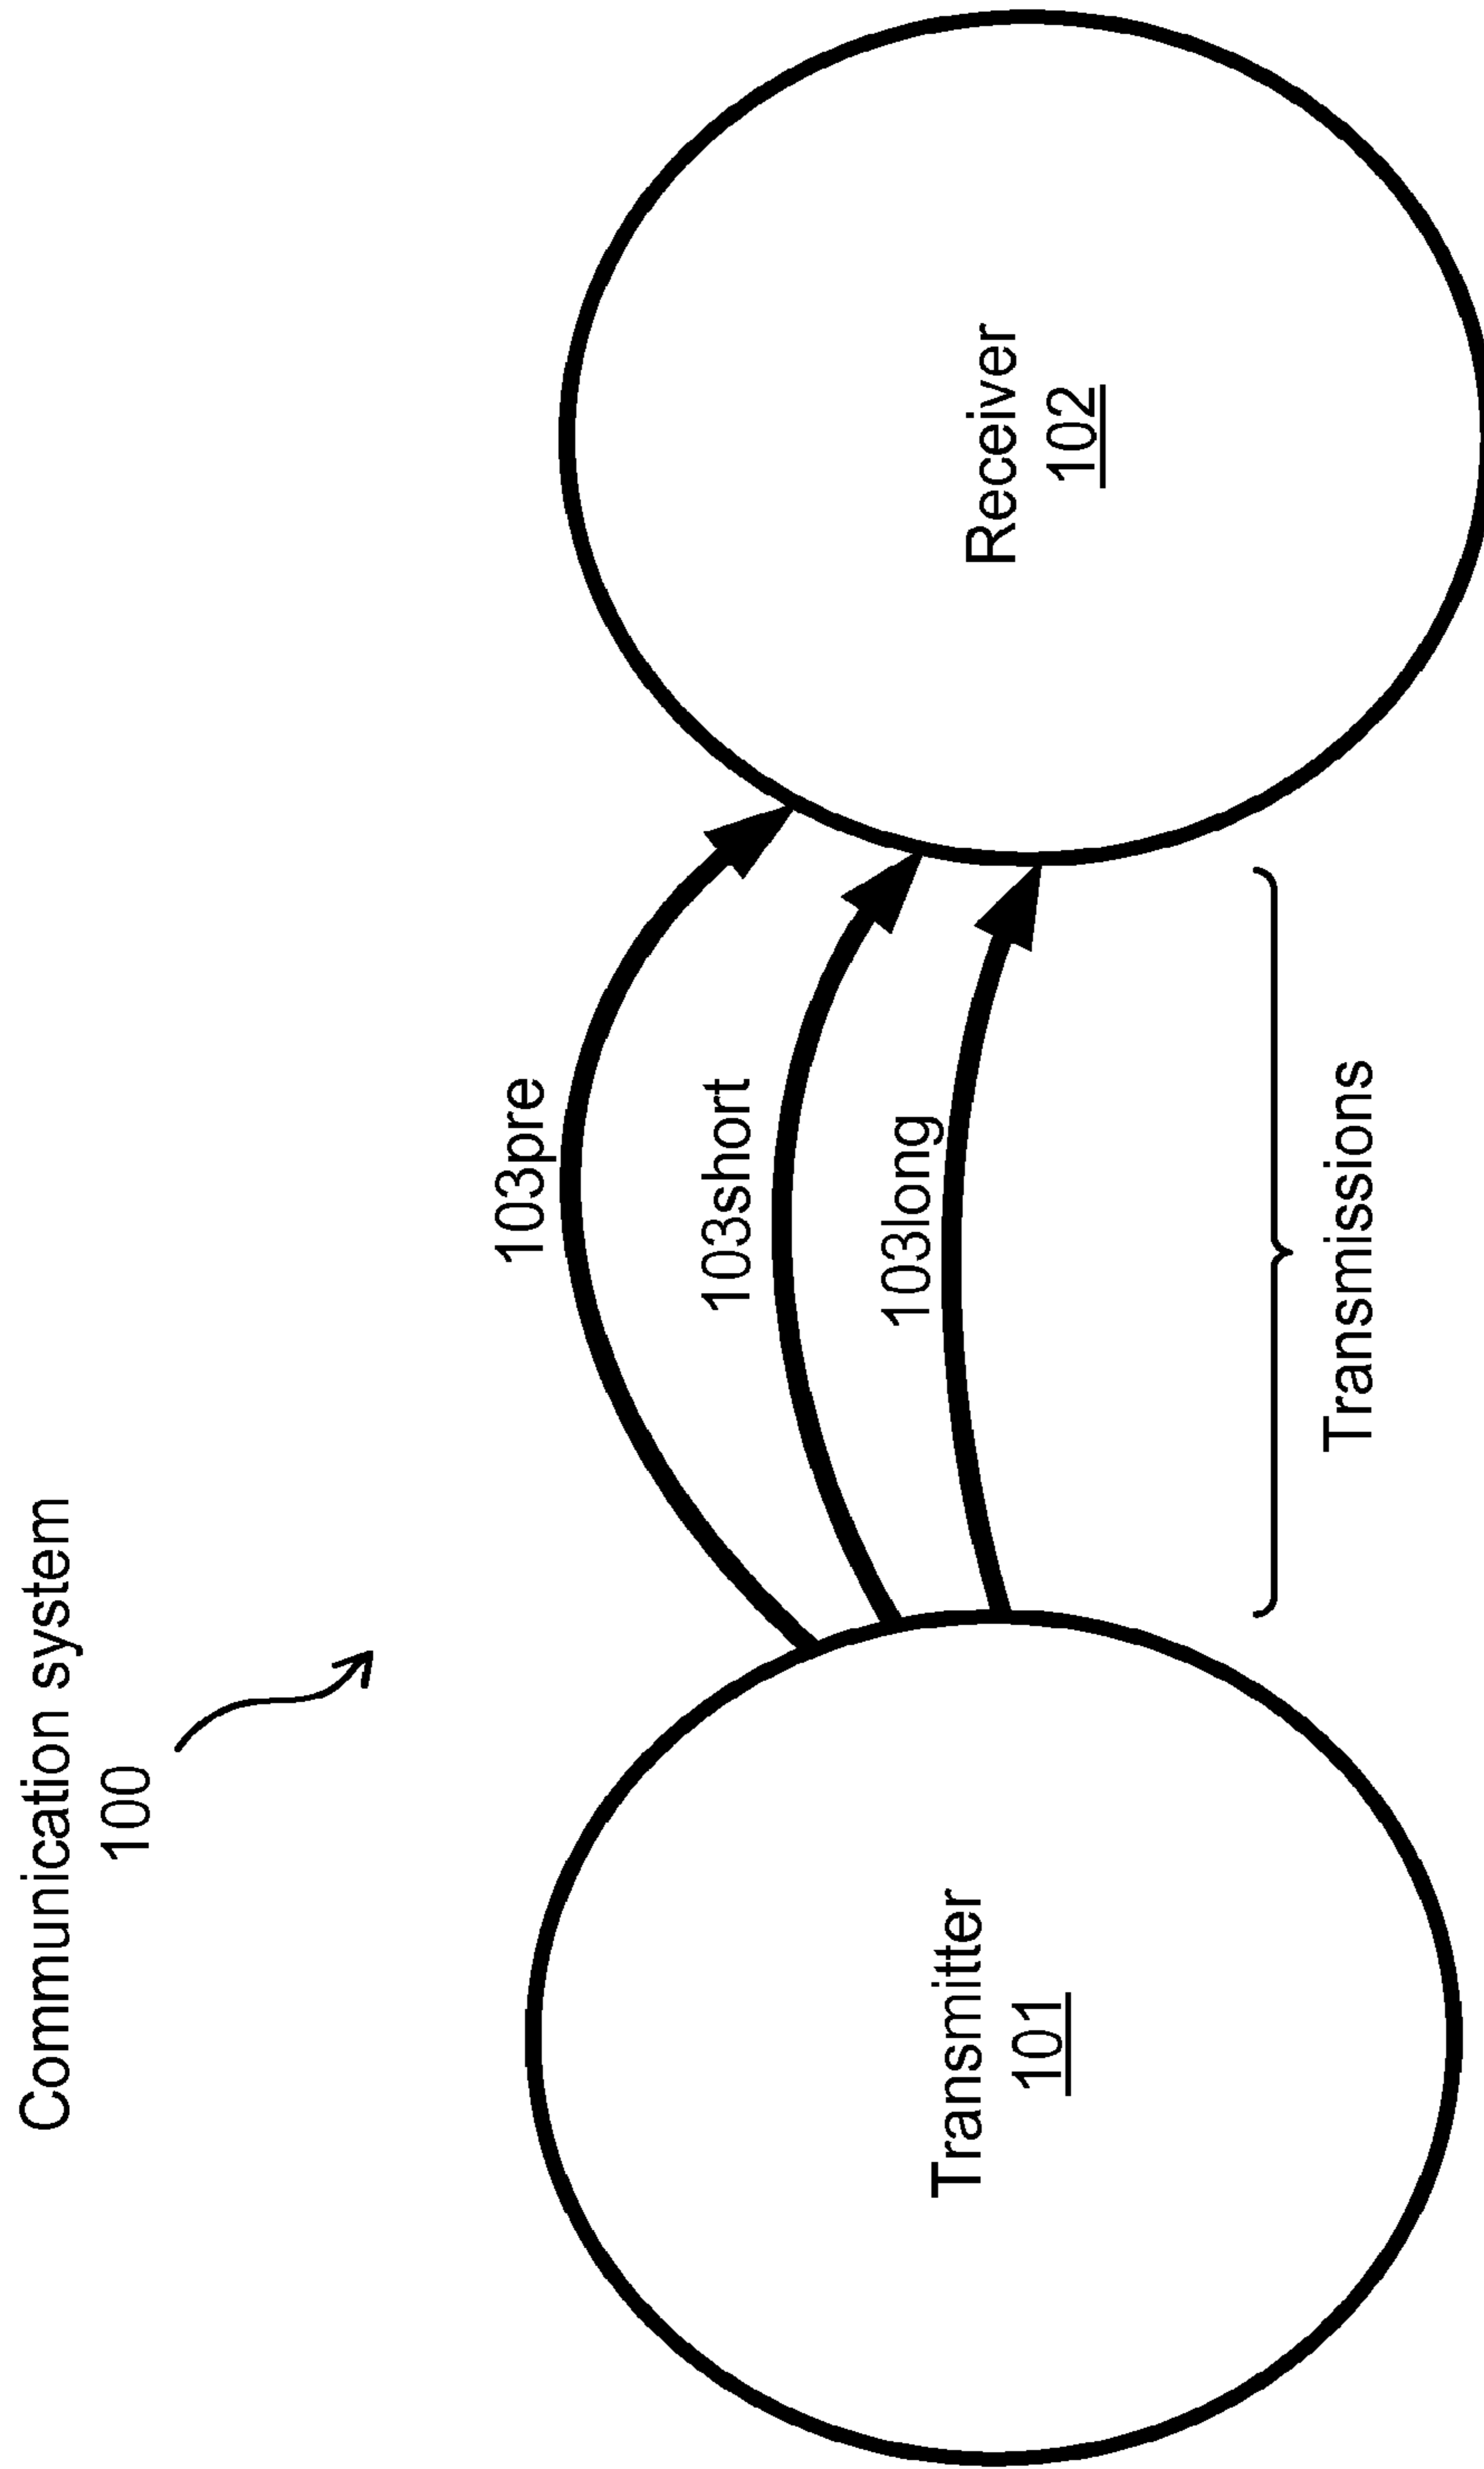 Communication system
100
103pre
103short
103long
Transmitter
101
Receiver
102
Transmissions